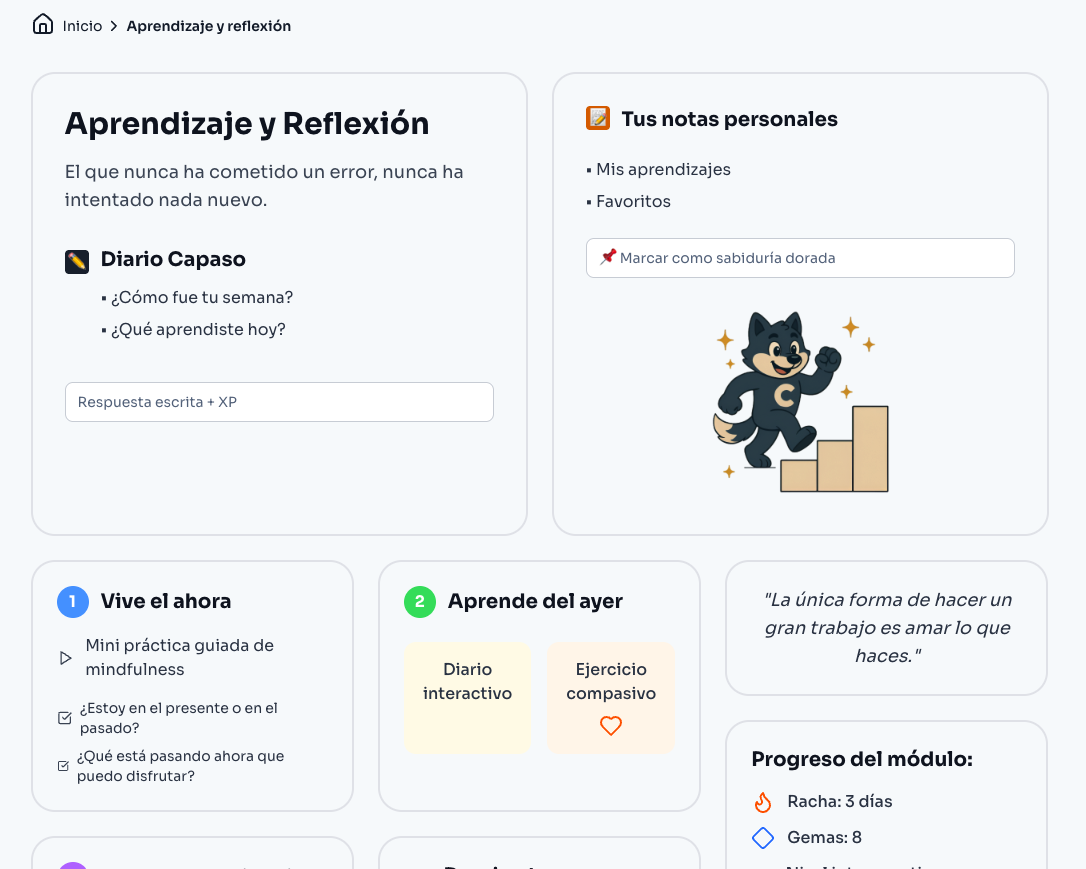 Inicio > Aprendizaje y reflexión
Aprendizaje y Reflexión
El que nunca ha cometido un error, nunca ha
intentado nada nuevo.
Diario Capaso
▪ ¿Cómo fue tu semana?
▪ ¿Qué aprendiste hoy?
Respuesta escrita + XP
Tus notas personales
▪ Mis aprendizajes
▪ Favoritos
Marcar como sabiduría dorada
C
1 Vive el ahora
Mini práctica guiada de
mindfulness
¿Estoy en el presente o en el
pasado?
¿Qué está pasando ahora que
puedo disfrutar?
2 Aprende del ayer
Diario
interactivo
Ejercicio
compasivo
"La única forma de hacer un
gran trabajo es amar lo que
haces."
Progreso del módulo:
Racha: 3 días
Gemas: 8